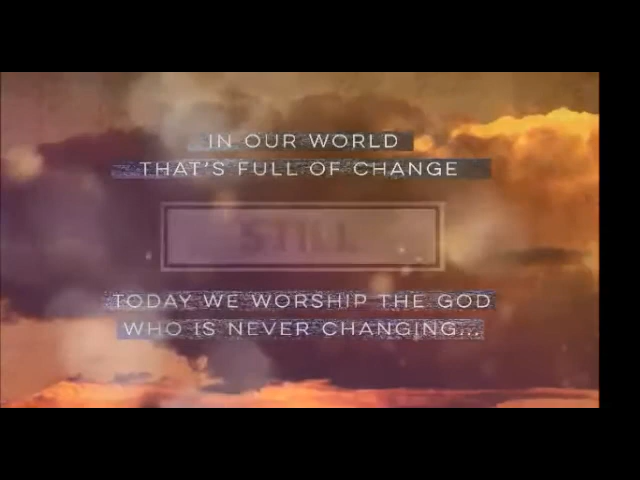 IN OUR WORLD
THAT'S FULL OF CHANGE
STILL
TODAY WE WORSHIP THE GOD
WHO IS NEVER CHANGING...